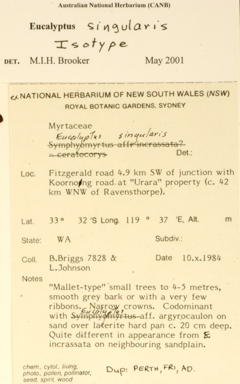 Australian National Herbarium (CANB)
Eucalyptus singularis
Isotype
DET. M.I.H. Brooker May 2001
NATIONAL HERBARIUM OF NEW SOUTH WALES (NSW)
ROYAL BOTANIC GARDENS, SYDNEY
Myrtaceae
Eucalyptus singularis
Symphyomyrtus aff incrassata?
= ceratocorys Det.:
Loc. Fitzgerald road 4.9 km SW of junction with
Koornong road at "Urara" property (c. 42
km WNW of Ravensthorpe).
Lat. 33° 32 'S Long. 119 ° 37 'E, Alt. m
State: WA Subdiv.:
Coll. B.Briggs 7828 & Date 10.x.1984
L.Johnson
Notes
"Mallet-type" small trees to 4-5 metres,
smooth grey bark or with a very few
ribbons. Narrow crowns. Codominant
Eucalyptus
with Symphyomyrtus aff. argyrocaulon on
sand over laterite hard pan c. 20 cm deep.
Quite different in appearance from E
incrassata on neighbouring sandplain.
chem, cytol, living,
photo, pollen, pollinator,
seed, spirit, wood
Dup: PERTH, FRI, AD.